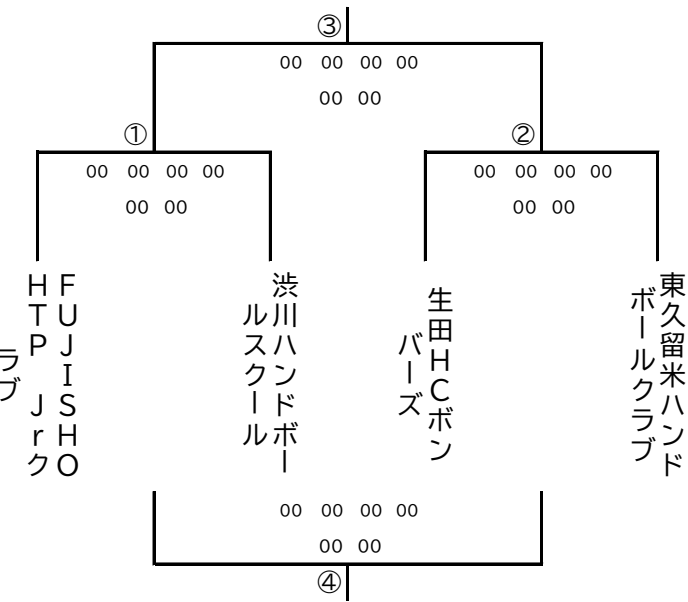 ③
00 00 00 00
00 00
①
00 00 00 00
00 00
②
00 00 00 00
00 00
FUJISHO
HTP Jrク
ラブ
渋川ハンドボー
ルスクール
生田HCボン
バーズ
東久留米ハンド
ボールクラブ
00 00 00 00
00 00
④